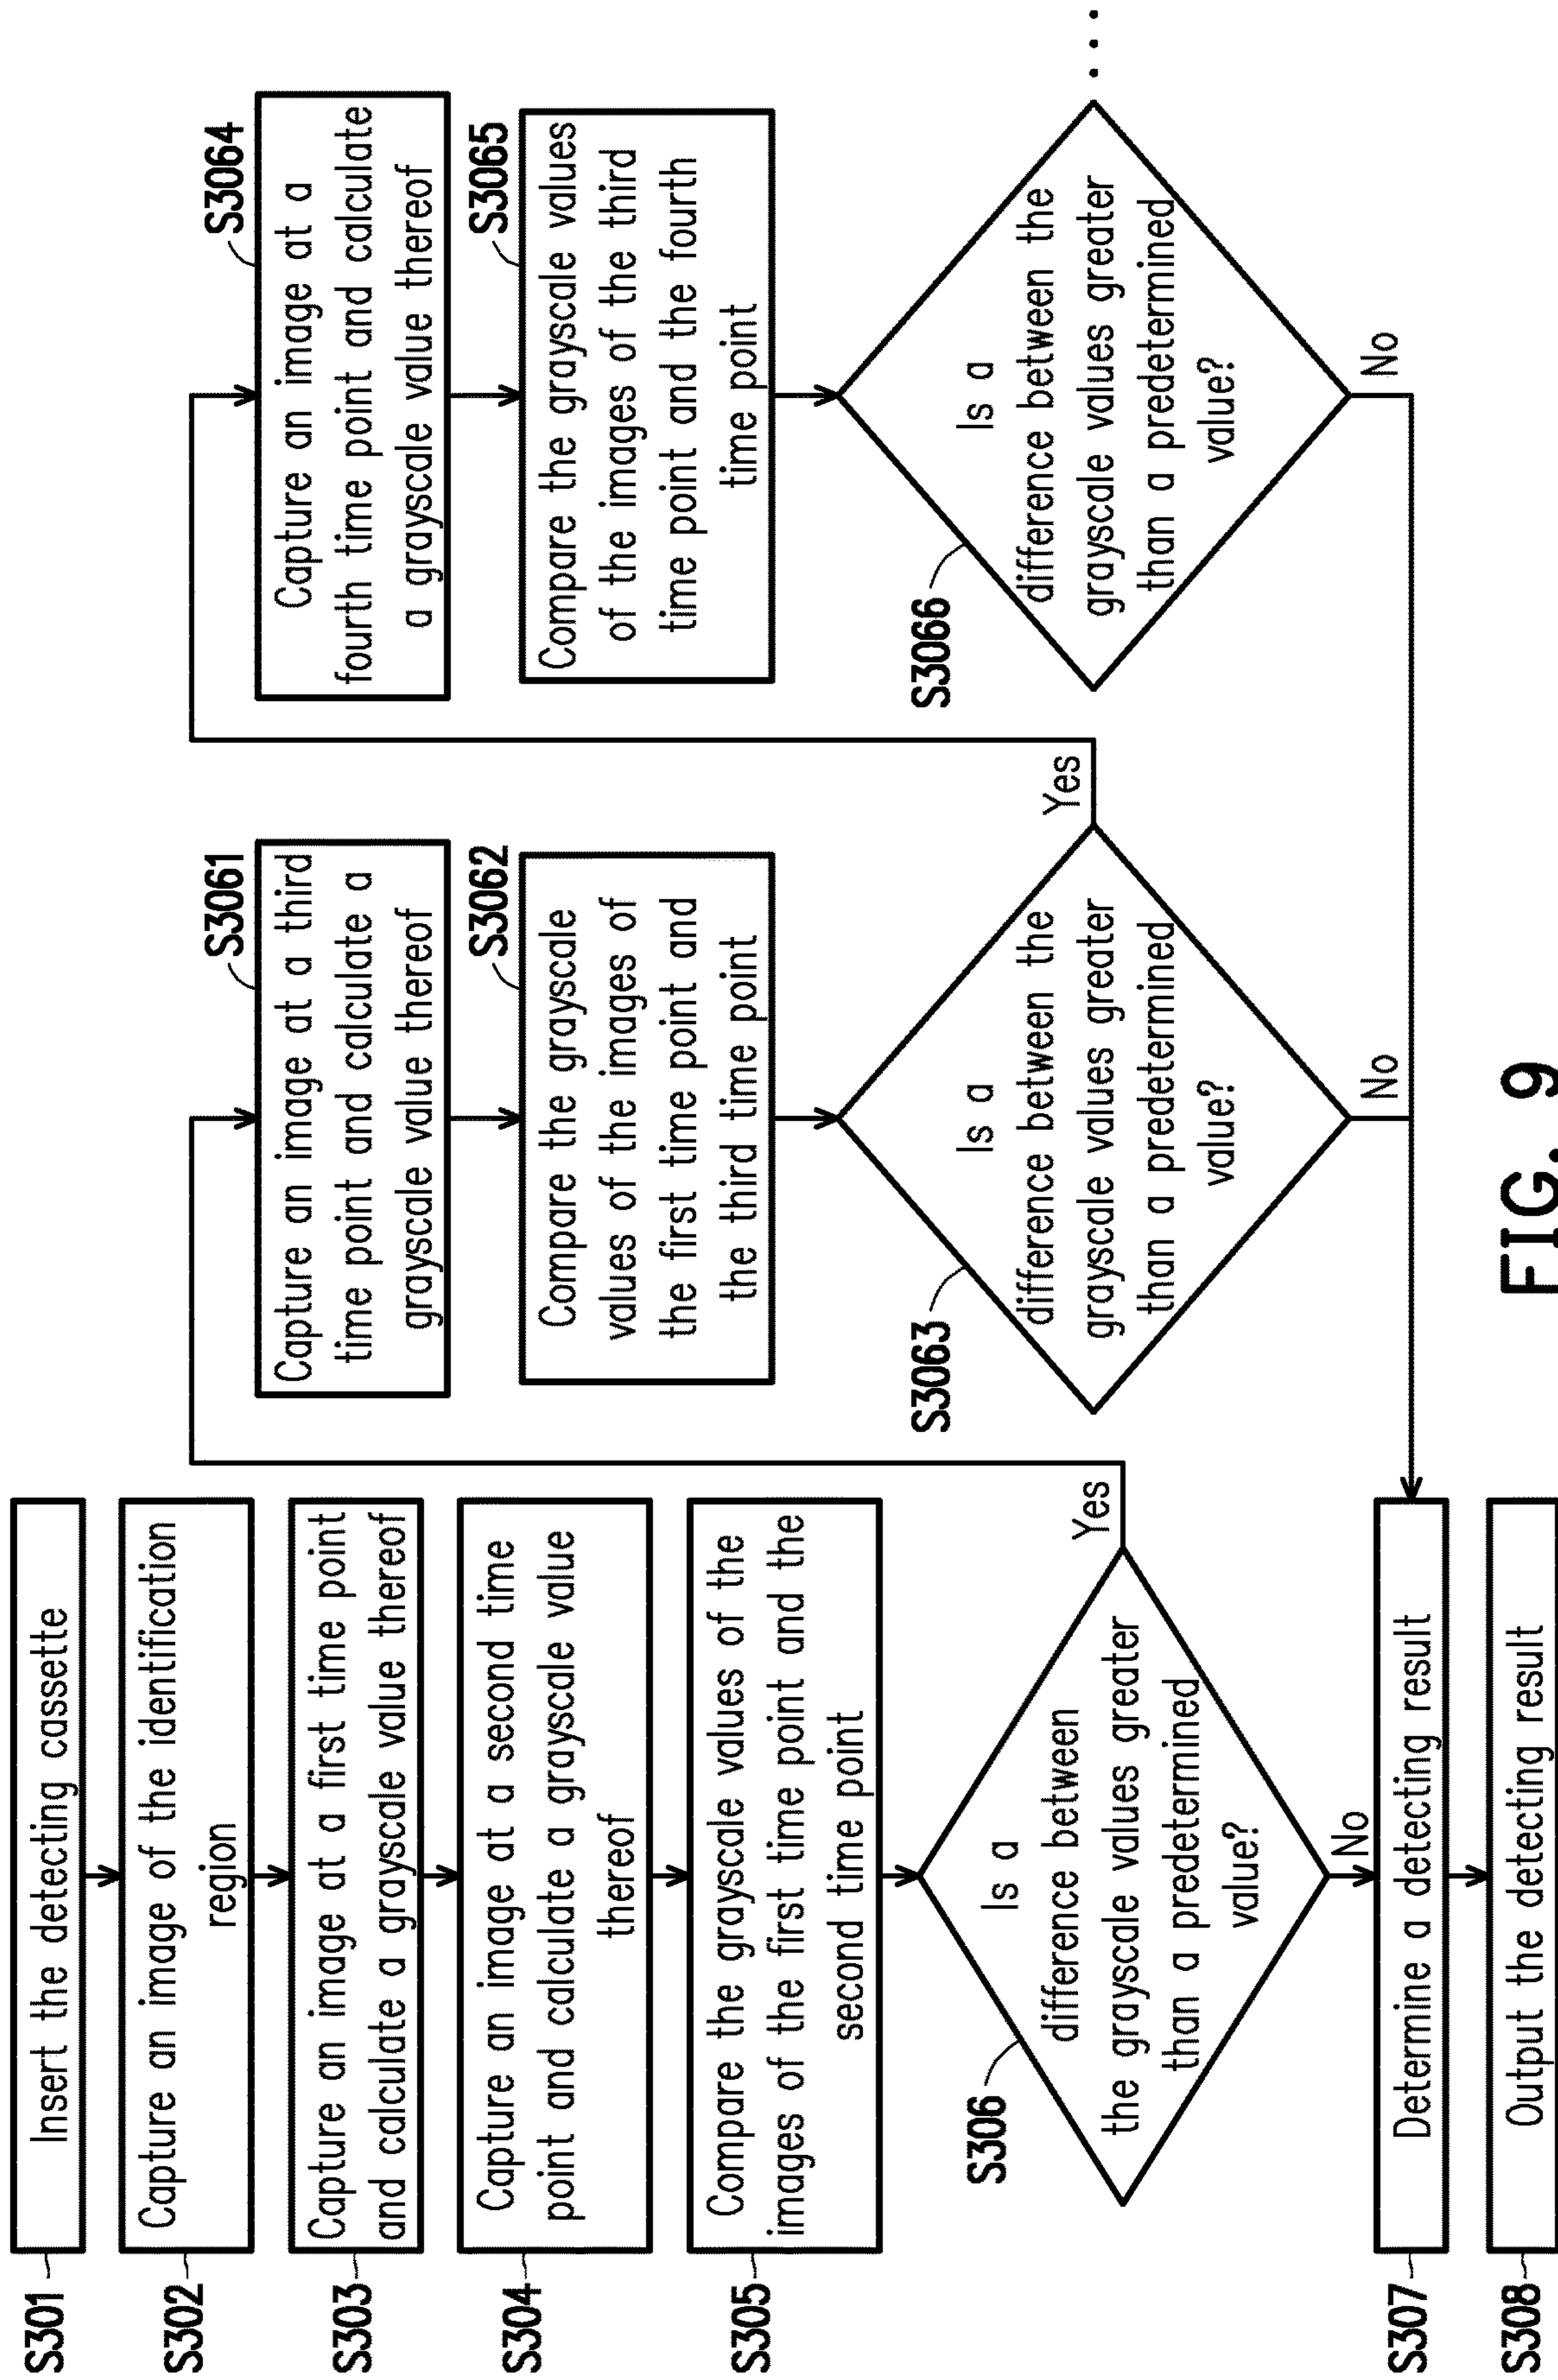 S301
Insert the detecting cassette
S302
Capture an image of the identification
region
S303
Capture an image at a first time point
and calculate a grayscale value thereof
S304
Capture an image at a second time
point and calculate a grayscale value
thereof
S305
Compare the grayscale values of the
images of the first time point and the
second time point
S306
Is a
difference between
the grayscale values greater
than a predetermined
value?
Yes
No
S307
Determine a detecting result
S308
Output the detecting result
S3061
Capture an image at a third
time point and calculate a
grayscale value thereof
S3062
Compare the grayscale
values of the images of
the first time point and
the third time point
S3063
Is a
difference between the
grayscale values greater
than a predetermined
value?
Yes
No
S3064
Capture an image at a
fourth time point and calculate
a grayscale value thereof
S3065
Compare the grayscale values
of the images of the third
time point and the fourth
time point
S3066
Is a
difference between the
grayscale values greater
than a predetermined
value?
No
...
FIG. 9